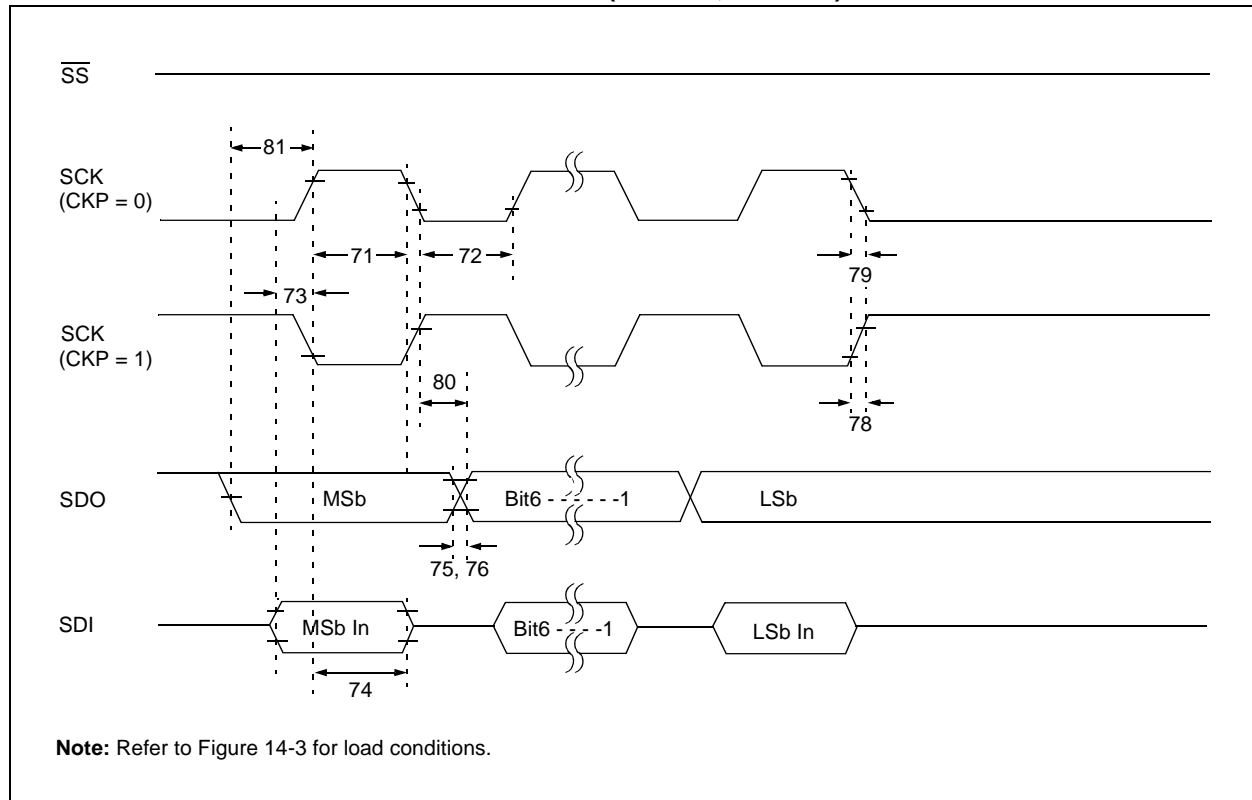 SS
81
SCK
(CKP = 0)
71
72
79
73
SCK
(CKP = 1)
80
78
SDO
MSb
Bit6 - - - - - -1
LSb
75, 76
SDI
MSb In
Bit6 - - - -1
LSb In
74
Note: Refer to Figure 14-3 for load conditions.